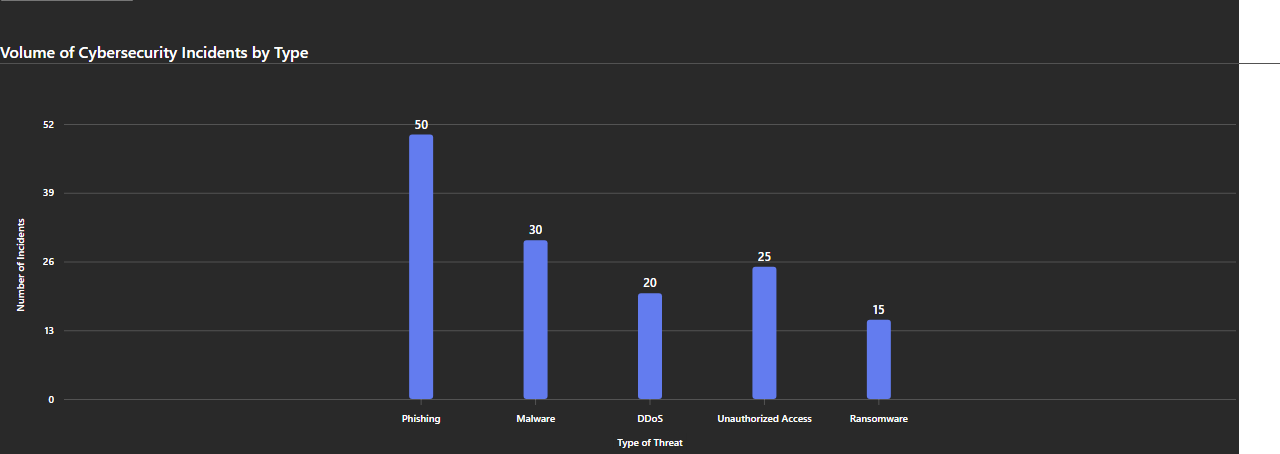 Volume of Cybersecurity Incidents by Type
52
39
26
13
0
Number of Incidents
50
30
20
25
15
Phishing
Malware
DDoS
Unauthorized Access
Ransomware
Type of Threat